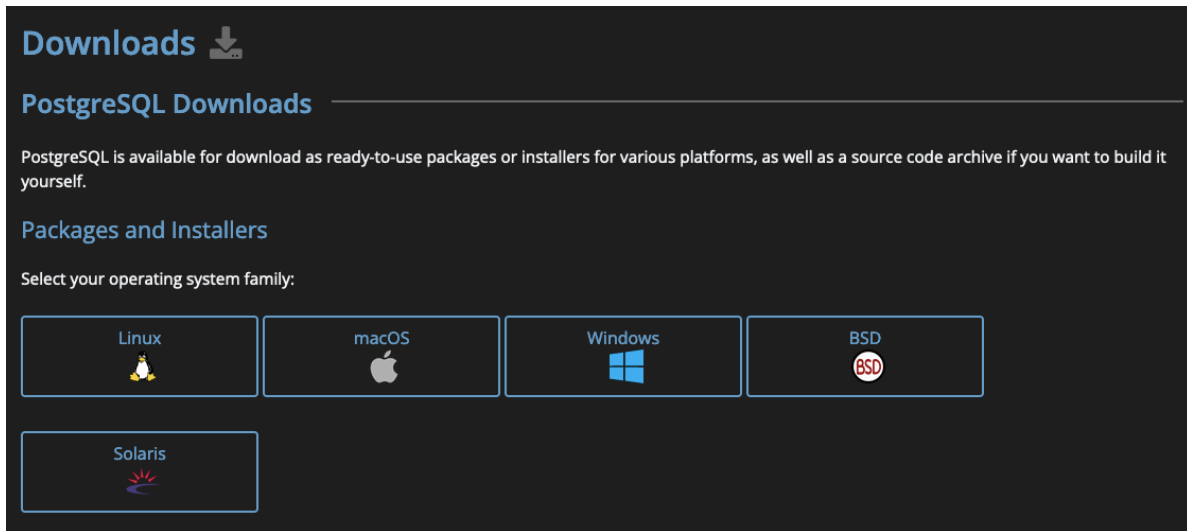 Downloads
PostgreSQL Downloads
PostgreSQL is available for download as ready-to-use packages or installers for various platforms, as well as a source code archive if you want to build it
yourself.
Packages and Installers
Select your operating system family:
Linux
macOS
Windows
BSD
BSD
Solaris